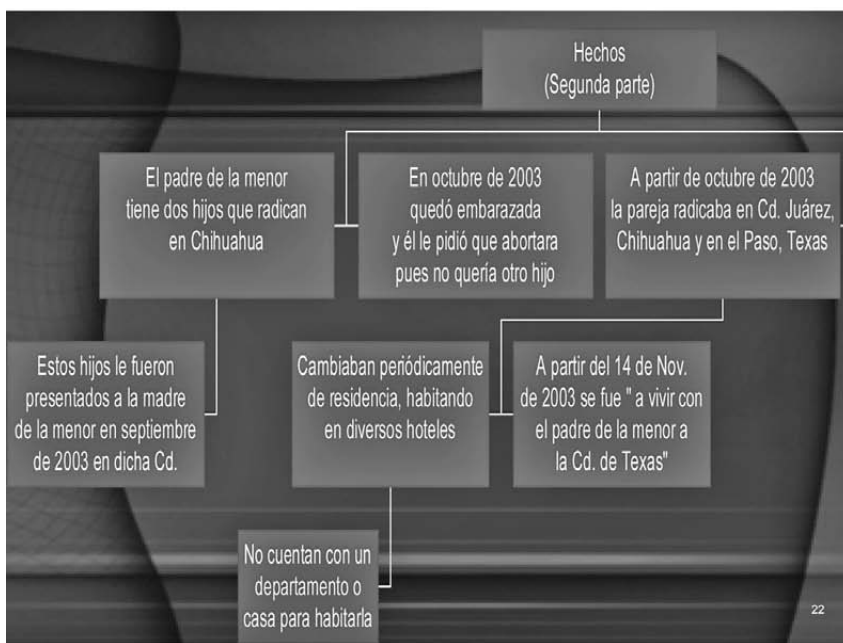 Hechos
(Segunda parte)
El padre de la menor
tiene dos hijos que radican
en Chihuahua
En octubre de 2003
quedó embarazada
y él le pidió que abortara
pues no quería otro hijo
A partir de octubre de 2003
la pareja radicaba en Cd. Juárez,
Chihuahua y en el Paso, Texas
Estos hijos le fueron
presentados a la madre
de la menor en septiembre
de 2003 en dicha Cd.
Cambiaban periódicamente
de residencia, habitando
en diversos hoteles
A partir del 14 de Nov.
de 2003 se fue " a vivir con
el padre de la menor a
la Cd. de Texas"
No cuentan con un
departamento o
casa para habitarla
22